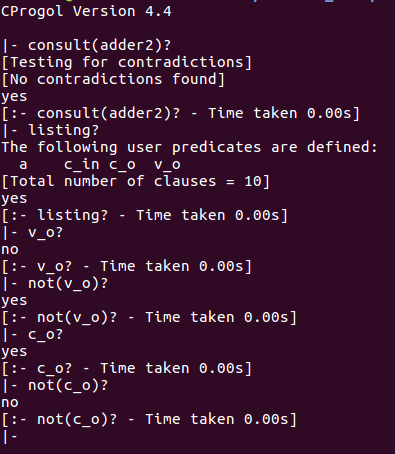 CProgol Version 4.4
|- consult(adder2)?
[Testing for contradictions]
[No contradictions found]
yes
[:- consult(adder2)? - Time taken 0.00s]
|- listing?
The following user predicates are defined:
  a    c_in c_o  v_o
[Total number of clauses = 10]
yes
[:- listing? - Time taken 0.00s]
|- v_o?
no
[:- v_o? - Time taken 0.00s]
|- not(v_o)?
yes
[:- not(v_o)? - Time taken 0.00s]
|- c_o?
yes
[:- c_o? - Time taken 0.00s]
|- not(c_o)?
no
[:- not(c_o)? - Time taken 0.00s]
|-